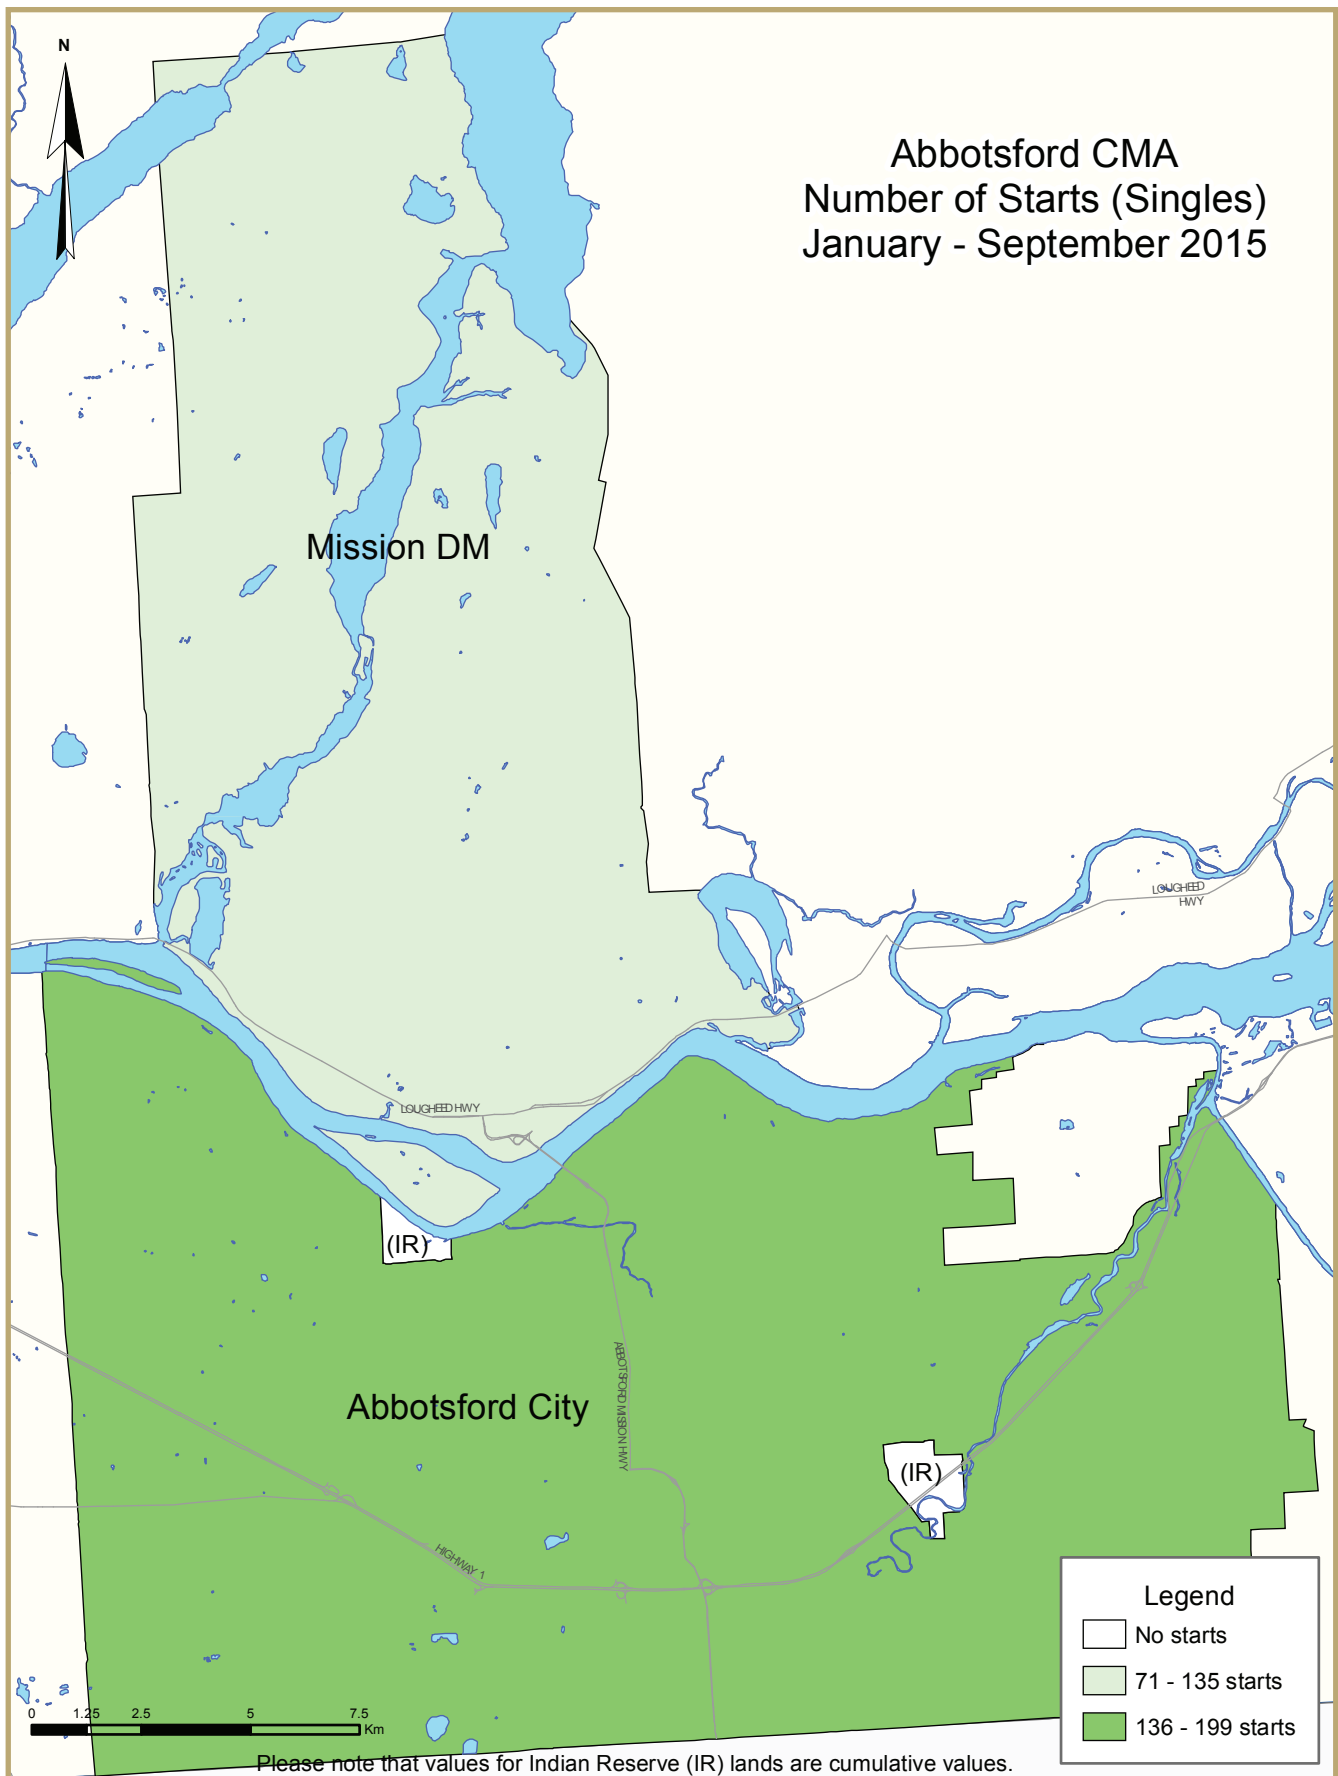 N
Abbotsford CMA
Number of Starts (Singles)
January - September 2015
Mission DM
LOUGHEED
HWY
LOUGHEED HWY
(IR)
ABBOTSFORD MISSION HWY
Abbotsford City
(IR)
HIGHWAY 1
Legend
No starts
71 - 135 starts
136 - 199 starts
0 1.25 2.5 5 7.5
Km
Please note that values for Indian Reserve (IR) lands are cumulative values.